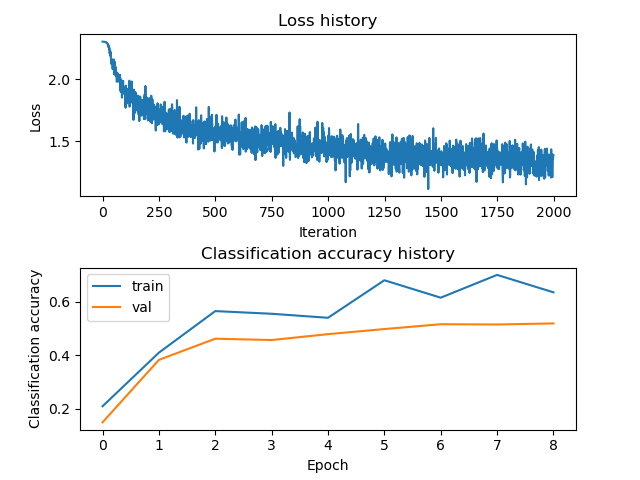 Loss history
2.0
1.5
Loss
0 250 500 750 1000 1250 1500 1750 2000
Iteration
Classification accuracy history
train
val
0.6
0.4
0.2
Classification accuracy
0 1 2 3 4 5 6 7 8
Epoch